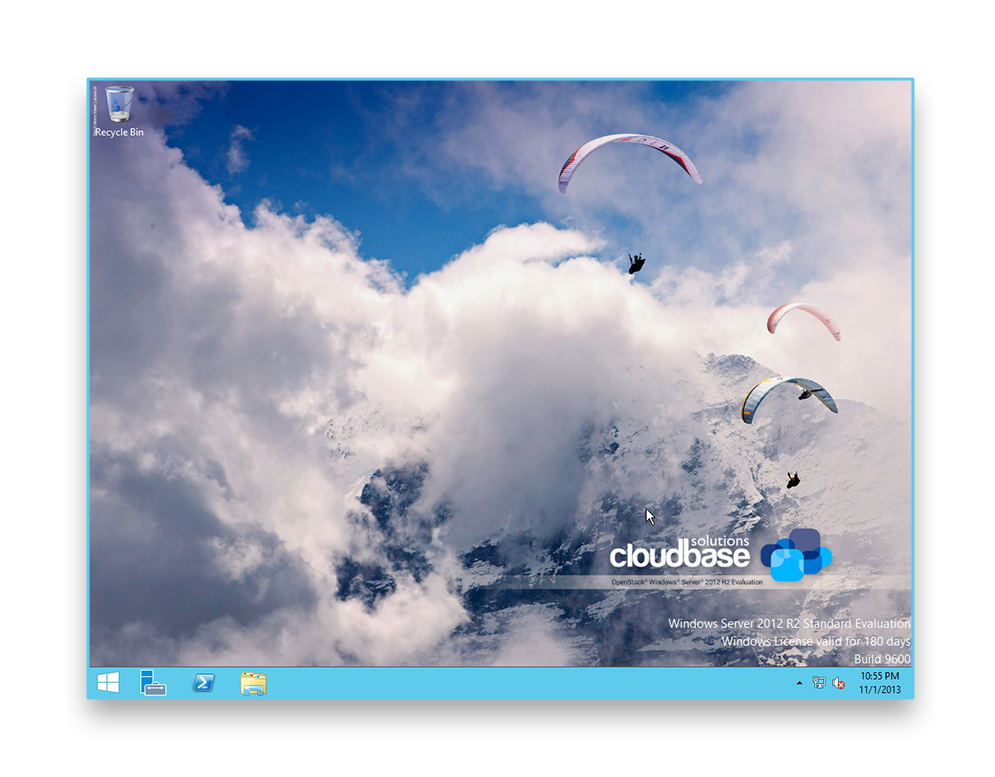 Recycle Bin
solutions
cloudbase
OpenStack® Windows® Server® 2012 R2 Evaluation
Windows Server 2012 R2 Standard Evaluation
Windows License valid for 180 days
Build 9600
10:55 PM
11/1/2013